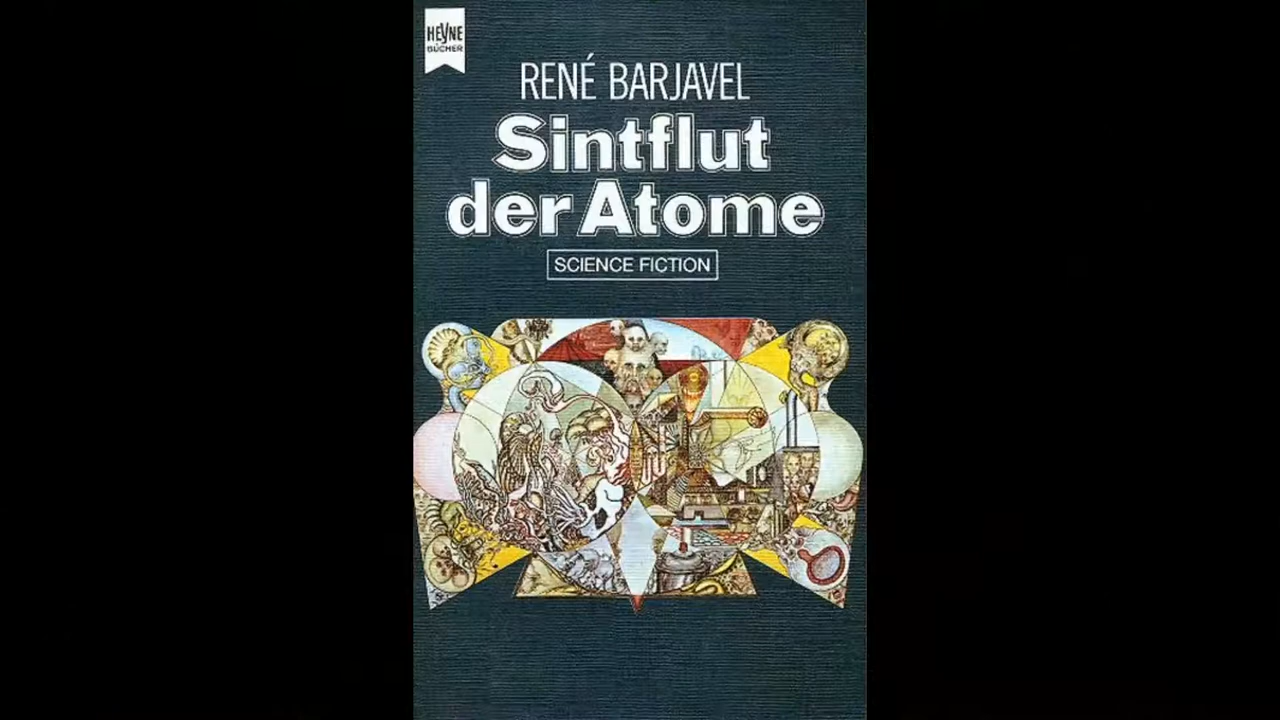 HEYNE
BÜCHER
RENÉ BARJAVEL
Sintflut
der Atome
SCIENCE FICTION